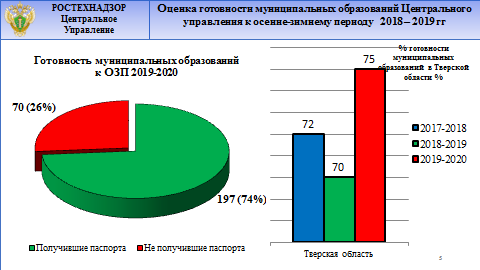 РОСТЕХНАДЗОР
Центральное
Управление
Оценка готовности муниципальных образований Центрального
управления к осенне-зимнему периоду 2018 – 2019 гг
Готовность муниципальных образований
к ОЗП 2019-2020
70 (26%)
197 (74%)
Получившие паспорта
Не получившие паспорта
% готовности
муниципальных
образований в Тверской
области %
72
70
75
Тверская область
2017-2018
2018-2019
2019-2020
5